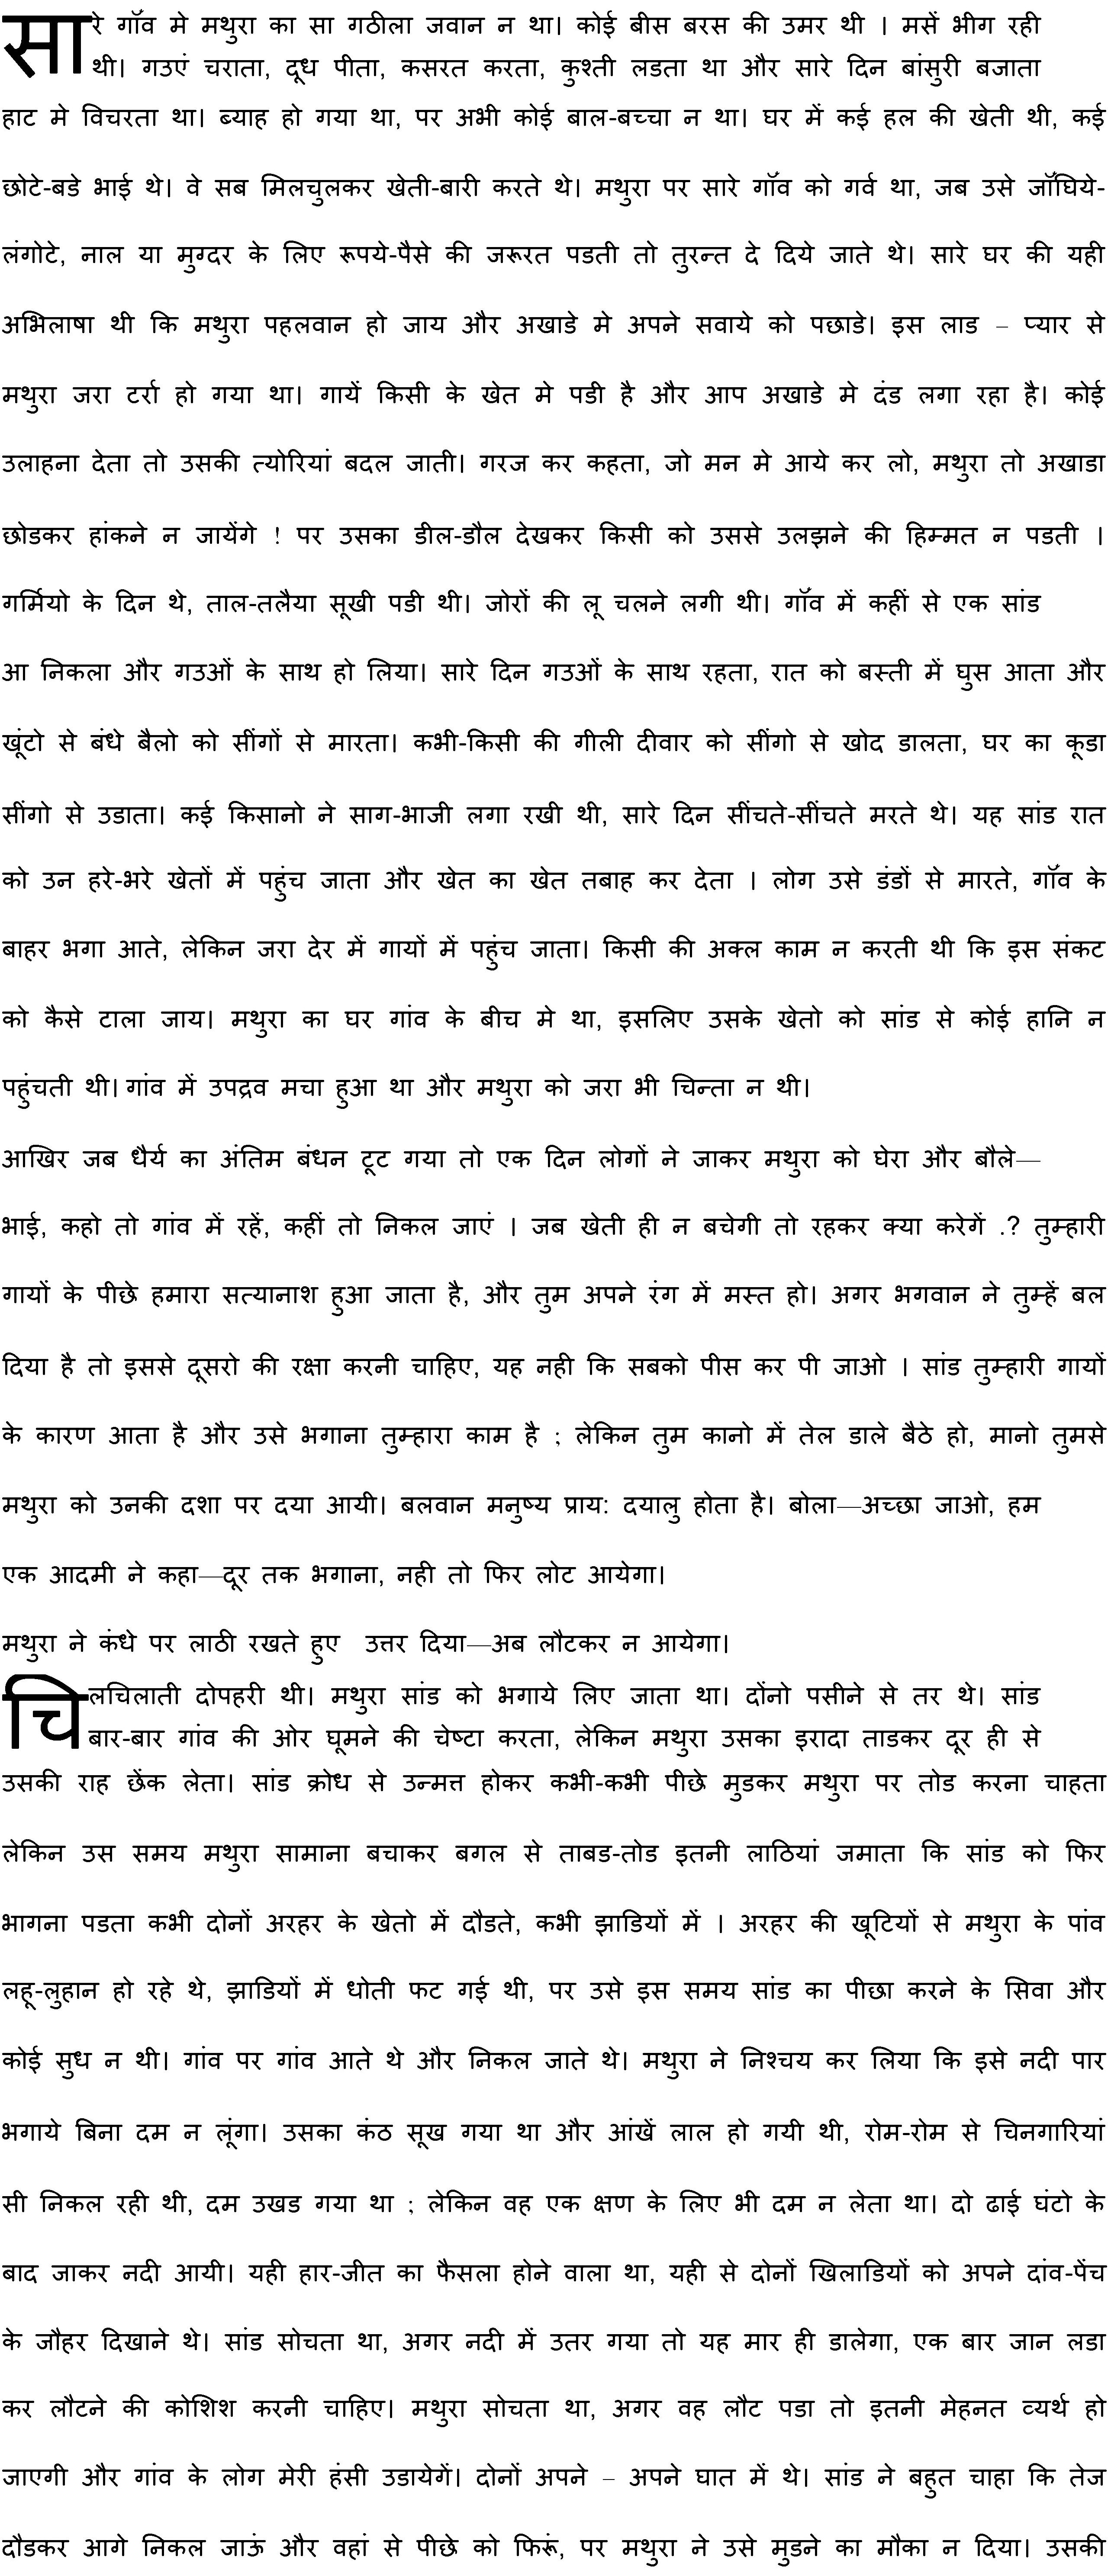 सारे गॉंव मे मथुरा का सा गठीला जवान न था। कोई बीस बरस की उमर थी । मसें भीग रही
थी। गउएं चराता, दूध पीता, कसरत करता, कुश्ती लडता था और सारे दिन बांसुरी बजाता
हाट मे विचरता था। ब्याह हो गया था, पर अभी कोई बाल-बच्चा न था। घर में कई हल की खेती थी, कई
छोटे-बडे भाई थे। वे सब मिलचुलकर खेती-बारी करते थे। मथुरा पर सारे गॉंव को गर्व था, जब उसे जॉंघिये-
लंगोटे, नाल या मुग्दर के लिए रूपये-पैसे की जरूरत पडती तो तुरन्त दे दिये जाते थे। सारे घर की यही
अभिलाषा थी कि मथुरा पहलवान हो जाय और अखाडे मे अपने सवाये को पछाडे। इस लाड – प्यार से
मथुरा जरा टर्रा हो गया था। गायें किसी के खेत मे पडी है और आप अखाडे मे दंड लगा रहा है। कोई
उलाहना देता तो उसकी त्योरियां बदल जाती। गरज कर कहता, जो मन मे आये कर लो, मथुरा तो अखाडा
छोडकर हांकने न जायेंगे ! पर उसका डील-डौल देखकर किसी को उससे उलझने की हिम्मत न पडती ।
गर्मियो के दिन थे, ताल-तलैया सूखी पडी थी। जोरों की लू चलने लगी थी। गॉंव में कहीं से एक सांड
आ निकला और गउओं के साथ हो लिया। सारे दिन गउओं के साथ रहता, रात को बस्ती में घुस आता और
खूंटो से बंधे बैलो को सींगों से मारता। कभी-किसी की गीली दीवार को सींगो से खोद डालता, घर का कूडा
सींगो से उडाता। कई किसानो ने साग-भाजी लगा रखी थी, सारे दिन सींचते-सींचते मरते थे। यह सांड रात
को उन हरे-भरे खेतों में पहुंच जाता और खेत का खेत तबाह कर देता । लोग उसे डंडों से मारते, गॉंव के
बाहर भगा आते, लेकिन जरा देर में गायों में पहुंच जाता। किसी की अक्ल काम न करती थी कि इस संकट
को कैसे टाला जाय। मथुरा का घर गांव के बीच मे था, इसलिए उसके खेतो को सांड से कोई हानि न
पहुंचती थी। गांव में उपद्रव मचा हुआ था और मथुरा को जरा भी चिन्ता न थी।
आखिर जब धैर्य का अंतिम बंधन टूट गया तो एक दिन लोगों ने जाकर मथुरा को घेरा और बौले—
भाई, कहो तो गांव में रहें, कहीं तो निकल जाएं । जब खेती ही न बचेगी तो रहकर क्या करेगें .? तुम्हारी
गायों के पीछे हमारा सत्यानाश हुआ जाता है, और तुम अपने रंग में मस्त हो। अगर भगवान ने तुम्हें बल
दिया है तो इससे दूसरो की रक्षा करनी चाहिए, यह नही कि सबको पीस कर पी जाओ । सांड तुम्हारी गायों
के कारण आता है और उसे भगाना तुम्हारा काम है ; लेकिन तुम कानो में तेल डाले बैठे हो, मानो तुमसे
मथुरा को उनकी दशा पर दया आयी। बलवान मनुष्य प्राय: दयालु होता है। बोला—अच्छा जाओ, हम
एक आदमी ने कहा—दूर तक भगाना, नही तो फिर लोट आयेगा।
मथुरा ने कंधे पर लाठी रखते हुए उत्तर दिया—अब लौटकर न आयेगा।
चिलचिलाती दोपहरी थी। मथुरा सांड को भगाये लिए जाता था। दोंनो पसीने से तर थे। सांड
बार-बार गांव की ओर घूमने की चेष्टा करता, लेकिन मथुरा उसका इरादा ताडकर दूर ही से
उसकी राह छेंक लेता। सांड क्रोध से उन्मत्त होकर कभी-कभी पीछे मुडकर मथुरा पर तोड करना चाहता
लेकिन उस समय मथुरा सामाना बचाकर बगल से ताबड-तोड इतनी लाठियां जमाता कि सांड को फिर
भागना पडता कभी दोनों अरहर के खेतो में दौडते, कभी झाडियों में । अरहर की खूटियों से मथुरा के पांव
लहू-लुहान हो रहे थे, झाडियों में धोती फट गई थी, पर उसे इस समय सांड का पीछा करने के सिवा और
कोई सुध न थी। गांव पर गांव आते थे और निकल जाते थे। मथुरा ने निश्चय कर लिया कि इसे नदी पार
भगाये बिना दम न लूंगा। उसका कंठ सूख गया था और आंखें लाल हो गयी थी, रोम-रोम से चिनगारियां
सी निकल रही थी, दम उखड गया था ; लेकिन वह एक क्षण के लिए भी दम न लेता था। दो ढाई घंटो के
बाद जाकर नदी आयी। यही हार-जीत का फैसला होने वाला था, यही से दोनों खिलाडियों को अपने दांव-पेंच
के जौहर दिखाने थे। सांड सोचता था, अगर नदी में उतर गया तो यह मार ही डालेगा, एक बार जान लडा
कर लौटने की कोशिश करनी चाहिए। मथुरा सोचता था, अगर वह लौट पडा तो इतनी मेहनत व्यर्थ हो
जाएगी और गांव के लोग मेरी हंसी उडायेगें। दोनों अपने – अपने घात में थे। सांड ने बहुत चाहा कि तेज
दौडकर आगे निकल जाऊं और वहां से पीछे को फिरूं, पर मथुरा ने उसे मुडने का मौका न दिया। उसकी